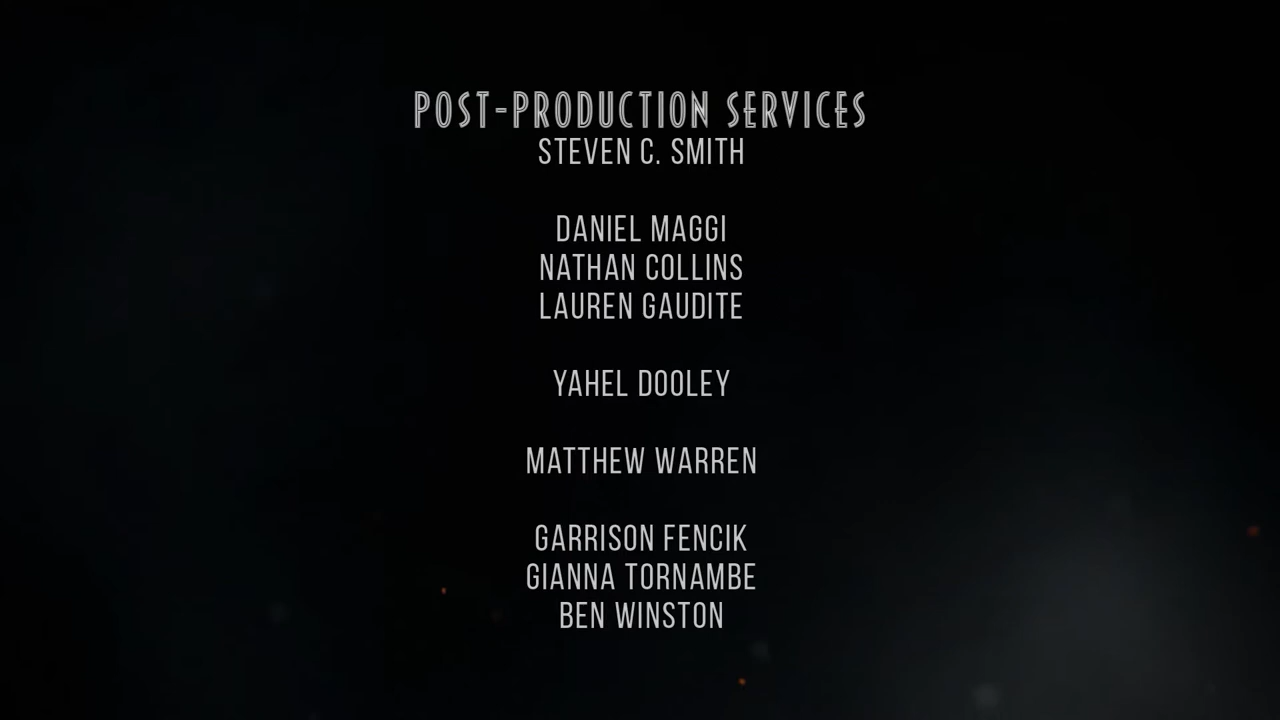 POST-PRODUCTION SERVICES
STEVEN C. SMITH
DANIEL MAGGI
NATHAN COLLINS
LAUREN GAUDITE
YAHEL DOOLEY
MATTHEW WARREN
GARRISON FENCIK
GIANNA TORNAMBE
BEN WINSTON